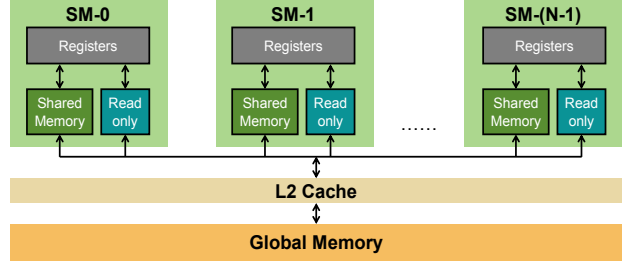 SM-0 SM-1 SM-(N-1)
Registers Registers Registers
Shared Memory Read only Shared Memory Read only Shared Memory Read only
......
L2 Cache
Global Memory